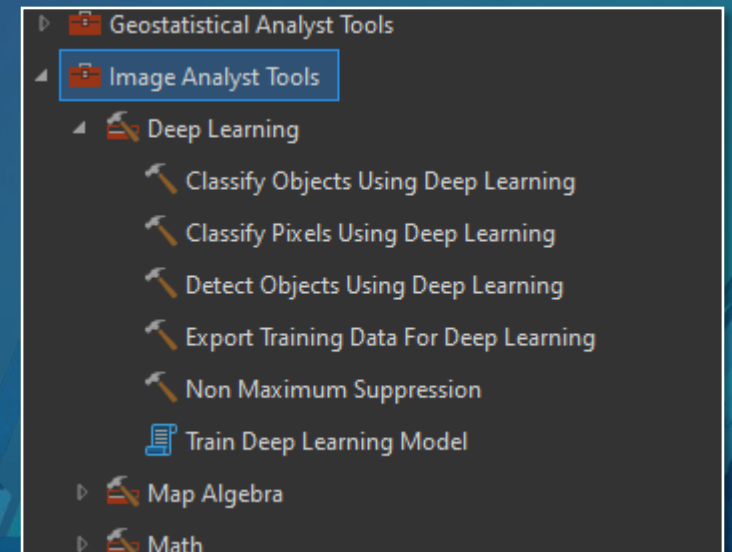 Geostatistical Analyst Tools
Image Analyst Tools
Deep Learning
Classify Objects Using Deep Learning
Classify Pixels Using Deep Learning
Detect Objects Using Deep Learning
Export Training Data For Deep Learning
Non Maximum Suppression
Train Deep Learning Model
Map Algebra
Math